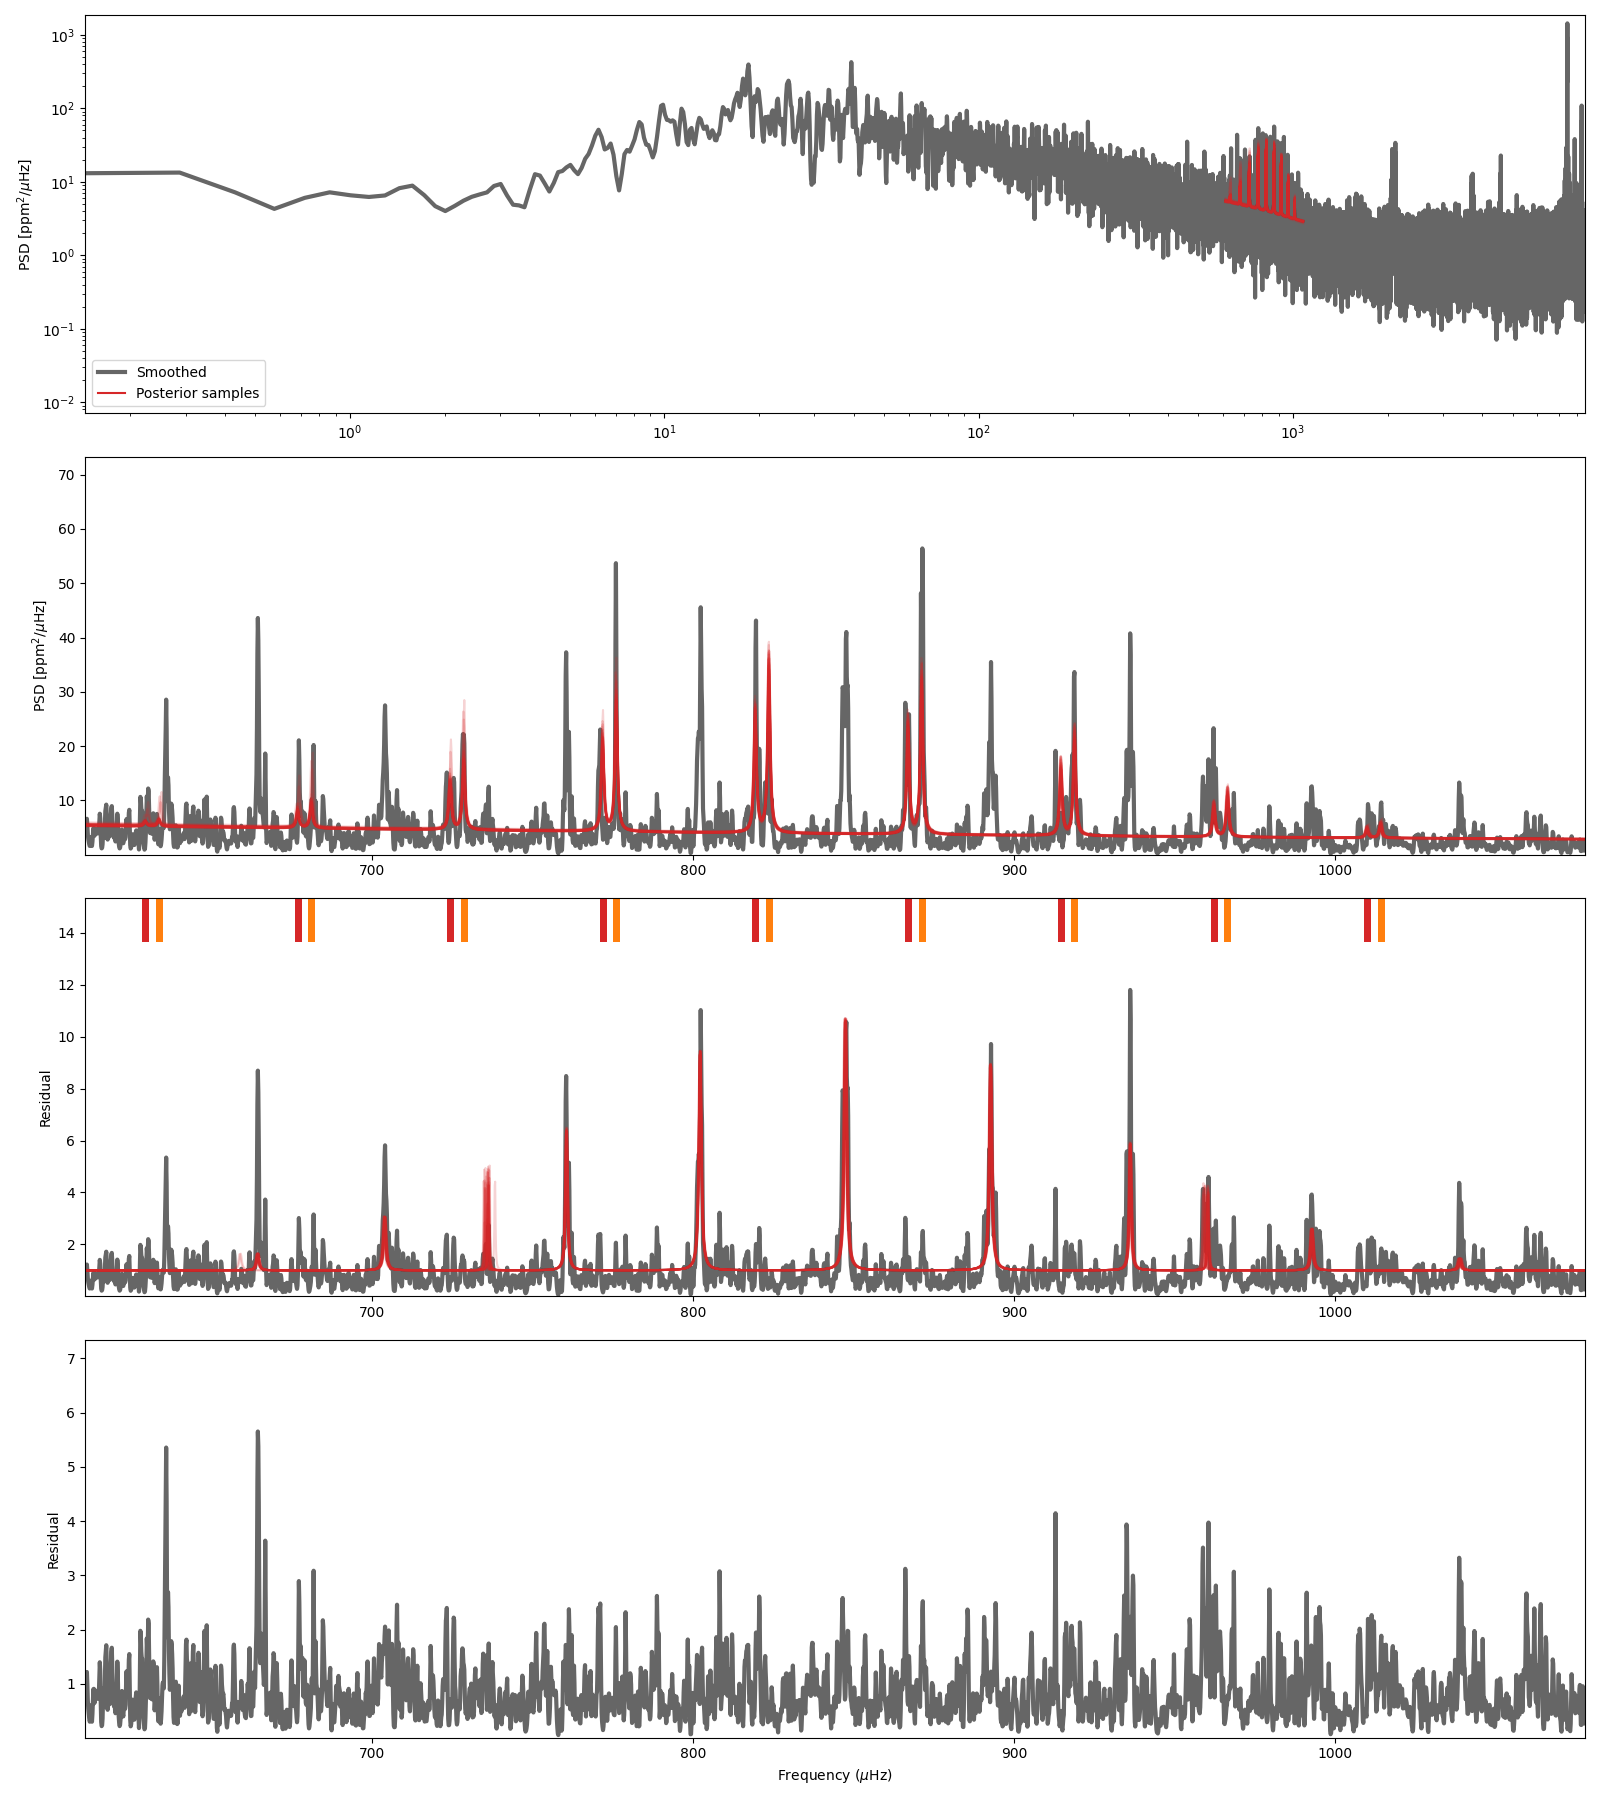 10³
10²
10¹
10⁰
10⁻¹
10⁻²
PSD [ppm²/μHz]
Smoothed
Posterior samples
10⁰ 10¹ 10² 10³
70
60
50
40
30
20
10
PSD [ppm²/μHz]
700 800 900 1000
14
12
10
8
6
4
2
Residual
700 800 900 1000
7
6
5
4
3
2
1
Residual
700 800 900 1000
Frequency (μHz)